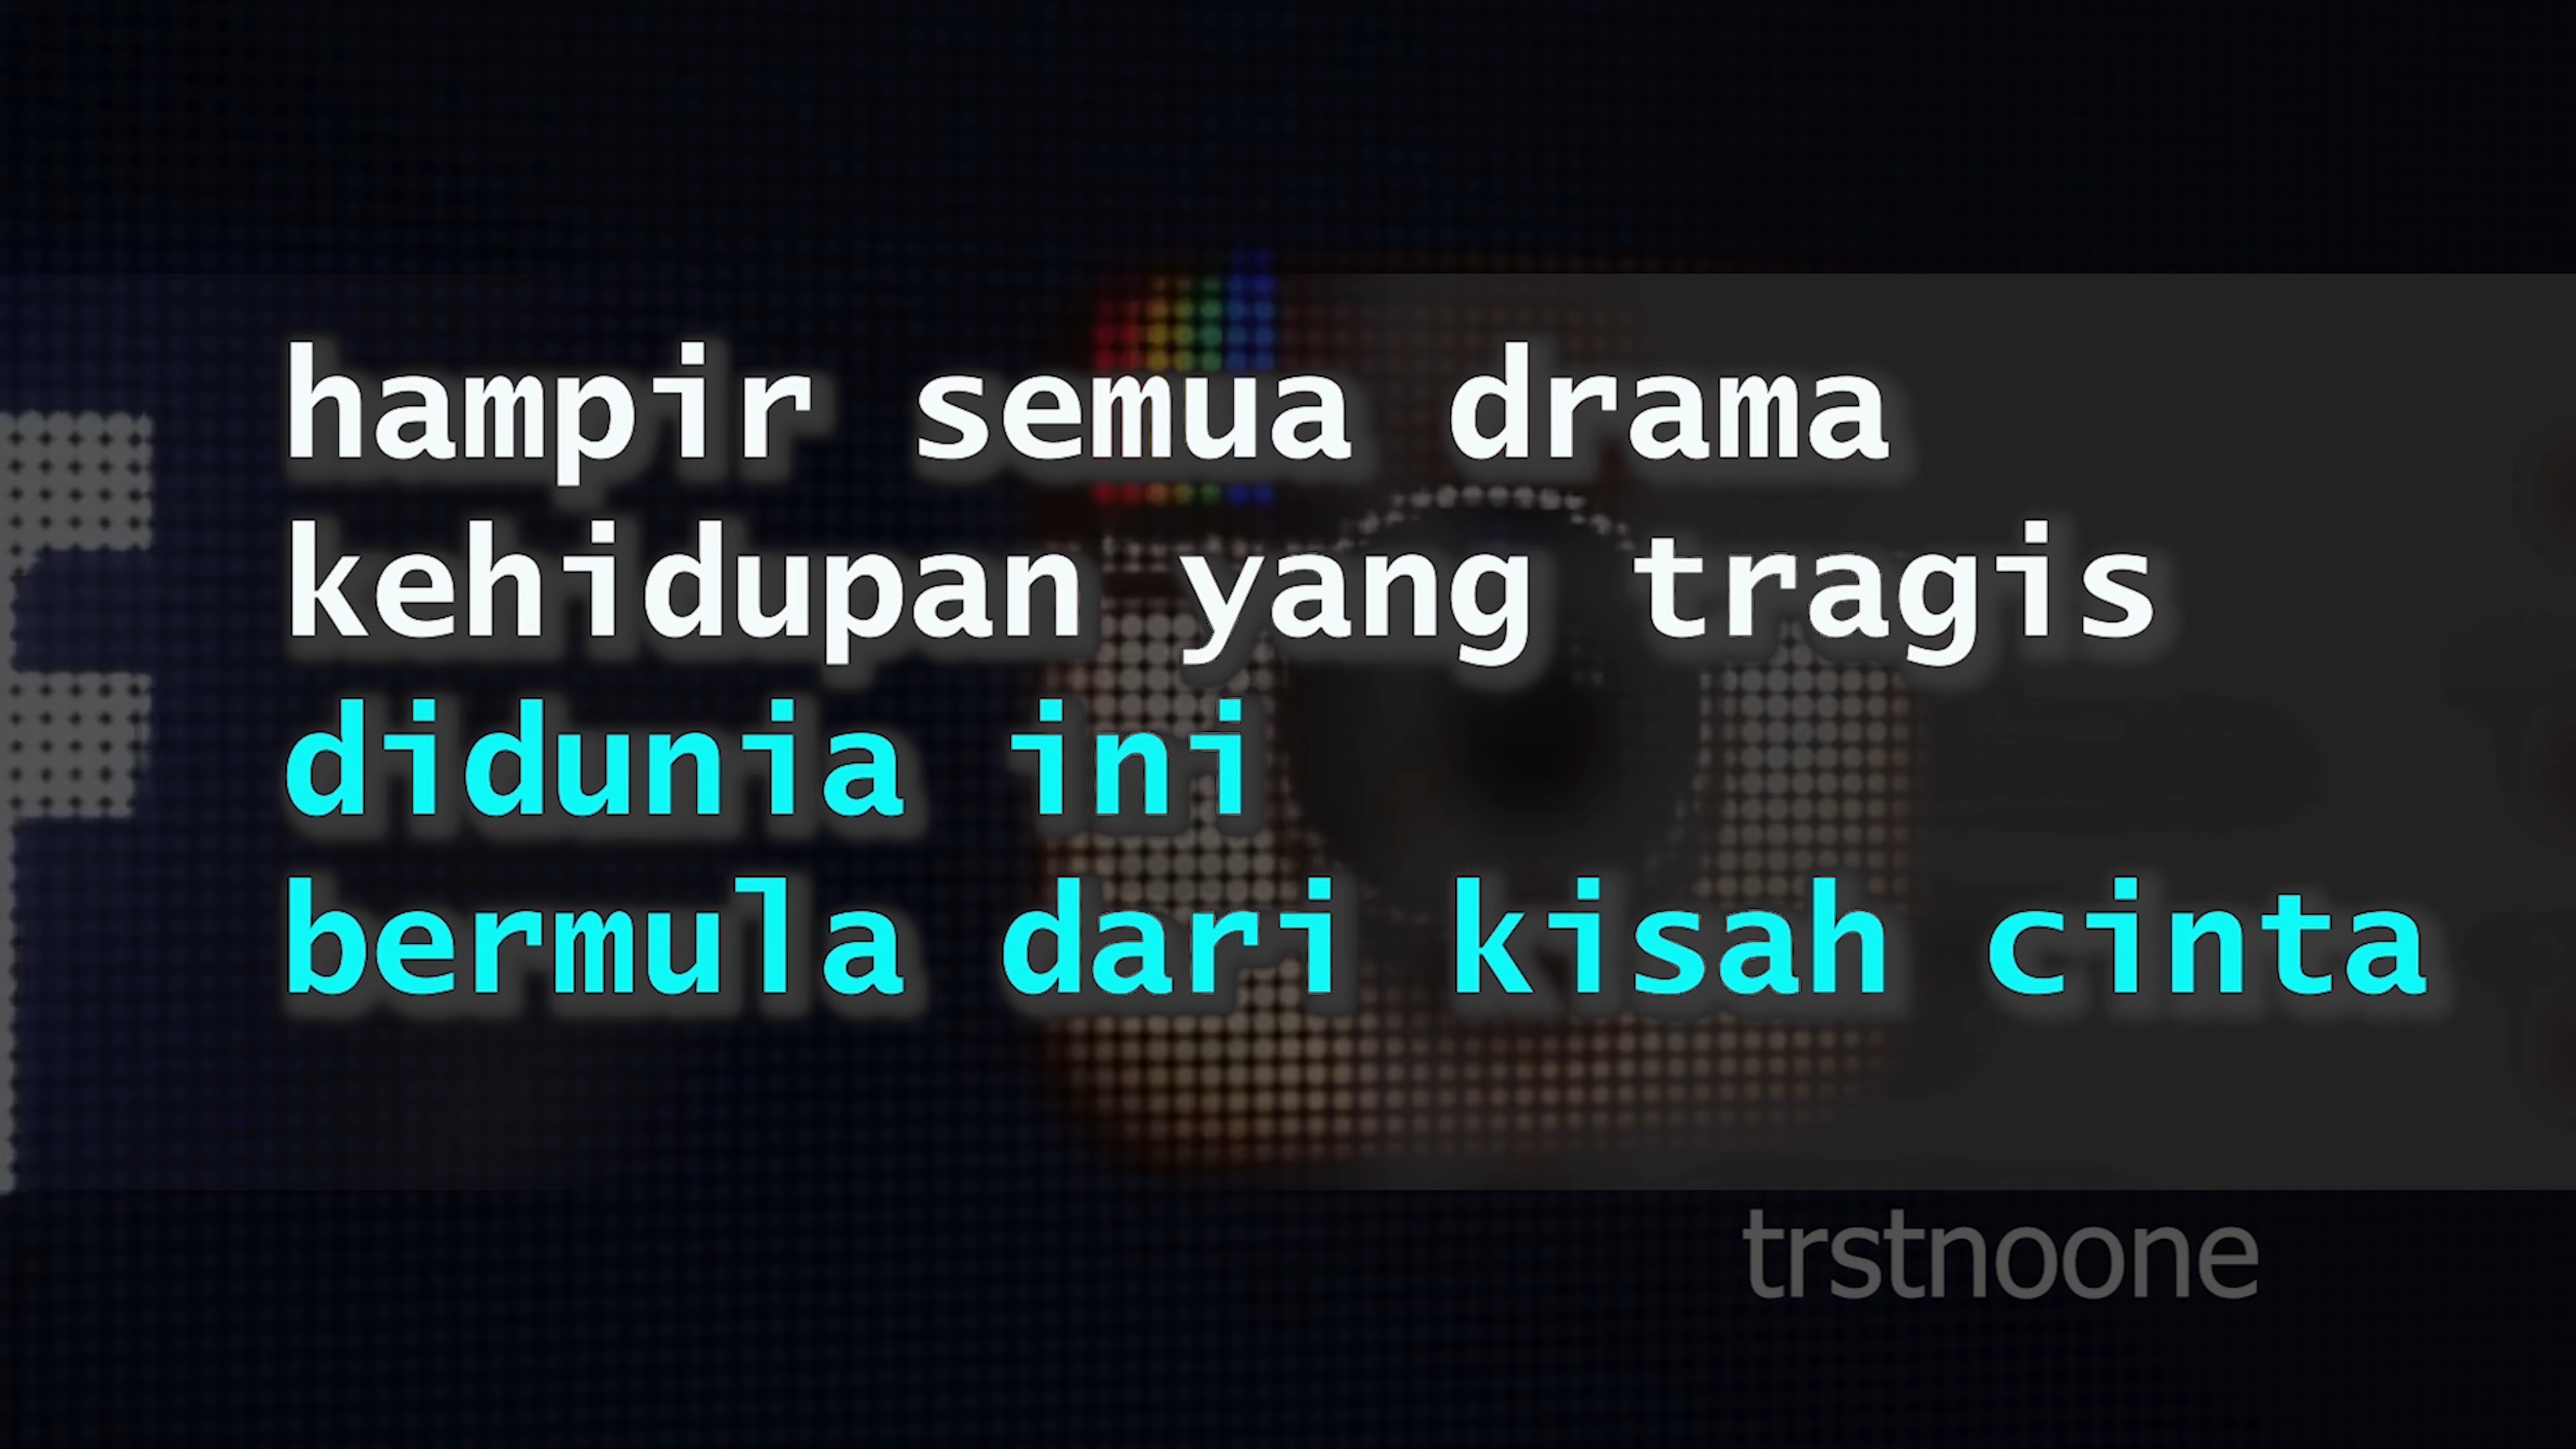 hampir semua drama
kehidupan yang tragis
didunia ini
bermula dari kisah cinta
trstnoone